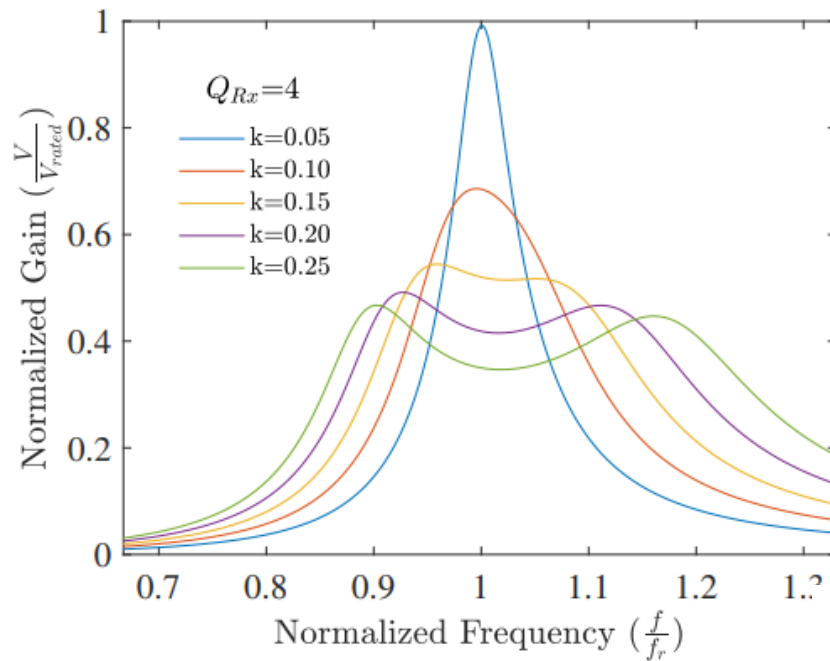 1
0.8
0.6
0.4
0.2
0
Normalized Gain (V/V_rated)
Q_Rx=4
k=0.05
k=0.10
k=0.15
k=0.20
k=0.25
0.7 0.8 0.9 1 1.1 1.2
Normalized Frequency (f/f_r)